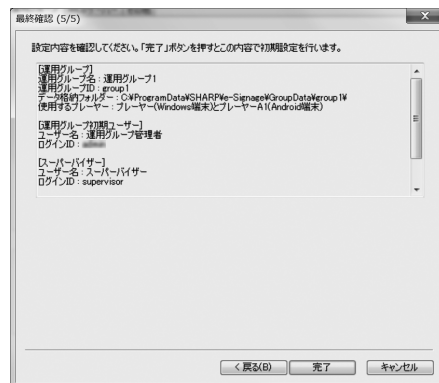 最終確認 (5/5)
設定内容を確認してください。「完了」ボタンを押すとこの内容で初期設定を行います。
[運用グループ]
運用グループ名 : 運用グループ1
運用グループID : group1
データ格納フォルダー : C:¥ProgramData¥SHARP¥e-Signage¥GroupData¥group1¥
使用するプレーヤー : プレーヤー(Windows端末)とプレーヤーA1(Android端末)
[運用グループ初期ユーザー]
ユーザー名 : 運用グループ管理者
ログインID :
[スーパーバイザー]
ユーザー名 : スーパーバイザー
ログインID : supervisor
< 戻る(B)
完了
キャンセル